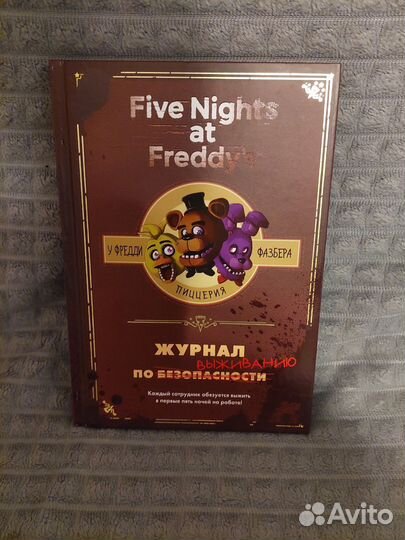 Five Nights
at
Freddy's
У ФРЕДДИ ФАЗБЕРА
ПИЦЦЕРИЯ
ЖУРНАЛ
ВЫЖИВАНИЮ
ПО БЕЗОПАСНОСТИ
Каждый сотрудник обязуется выжить
в первые пять ночей на работе!
Avito